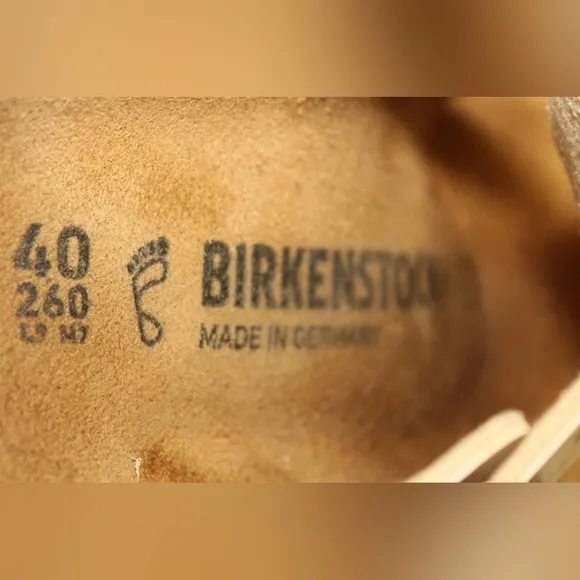 40
260
L9 M7
BIRKENSTOCK
MADE IN GERMANY